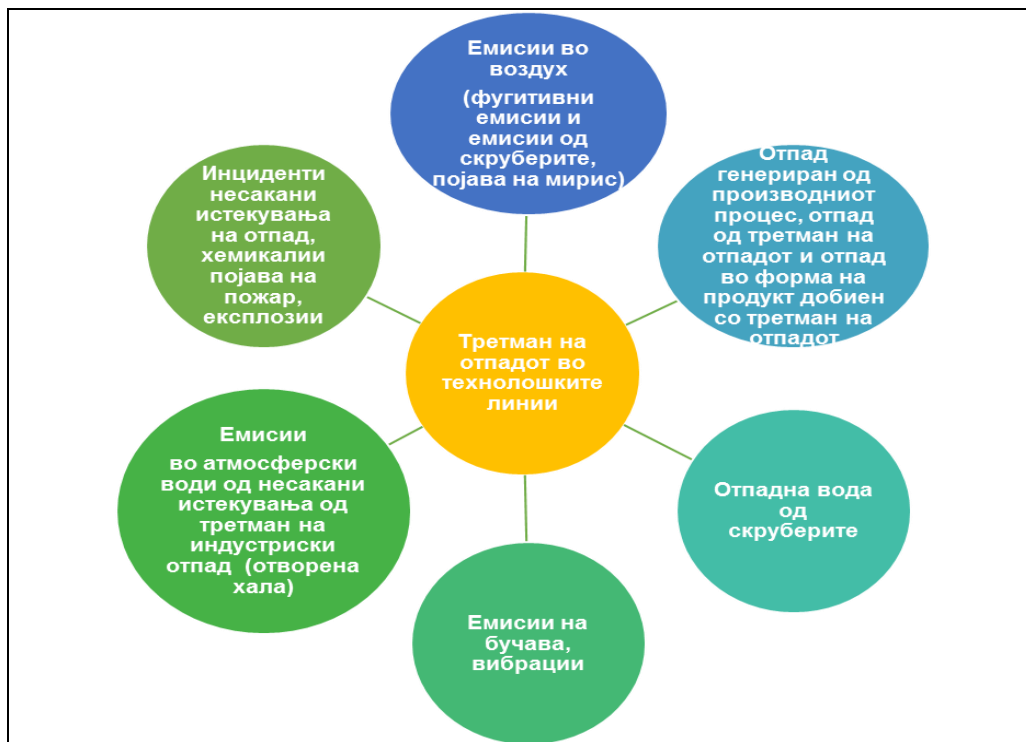 Емисии во
воздух
(фугитивни
емисии и
емисии од
скруберите,
појава на мирис)
Отпад
генериран од
производниот
процес, отпад
од третман на
отпадот и отпад
во форма на
продукт добиен
со третман на
отпадот
Инциденти
несакани
истекувања
на отпад,
хемикалии
појава на
пожар,
експлозии
Третман на
отпадот во
технолошките
линии
Емисии
во атмосферски
води од несакани
истекувања од
третман на
индустриски
отпад (отворена
хала)
Отпадна вода
од
скруберите
Емисии на
бучава,
вибрации